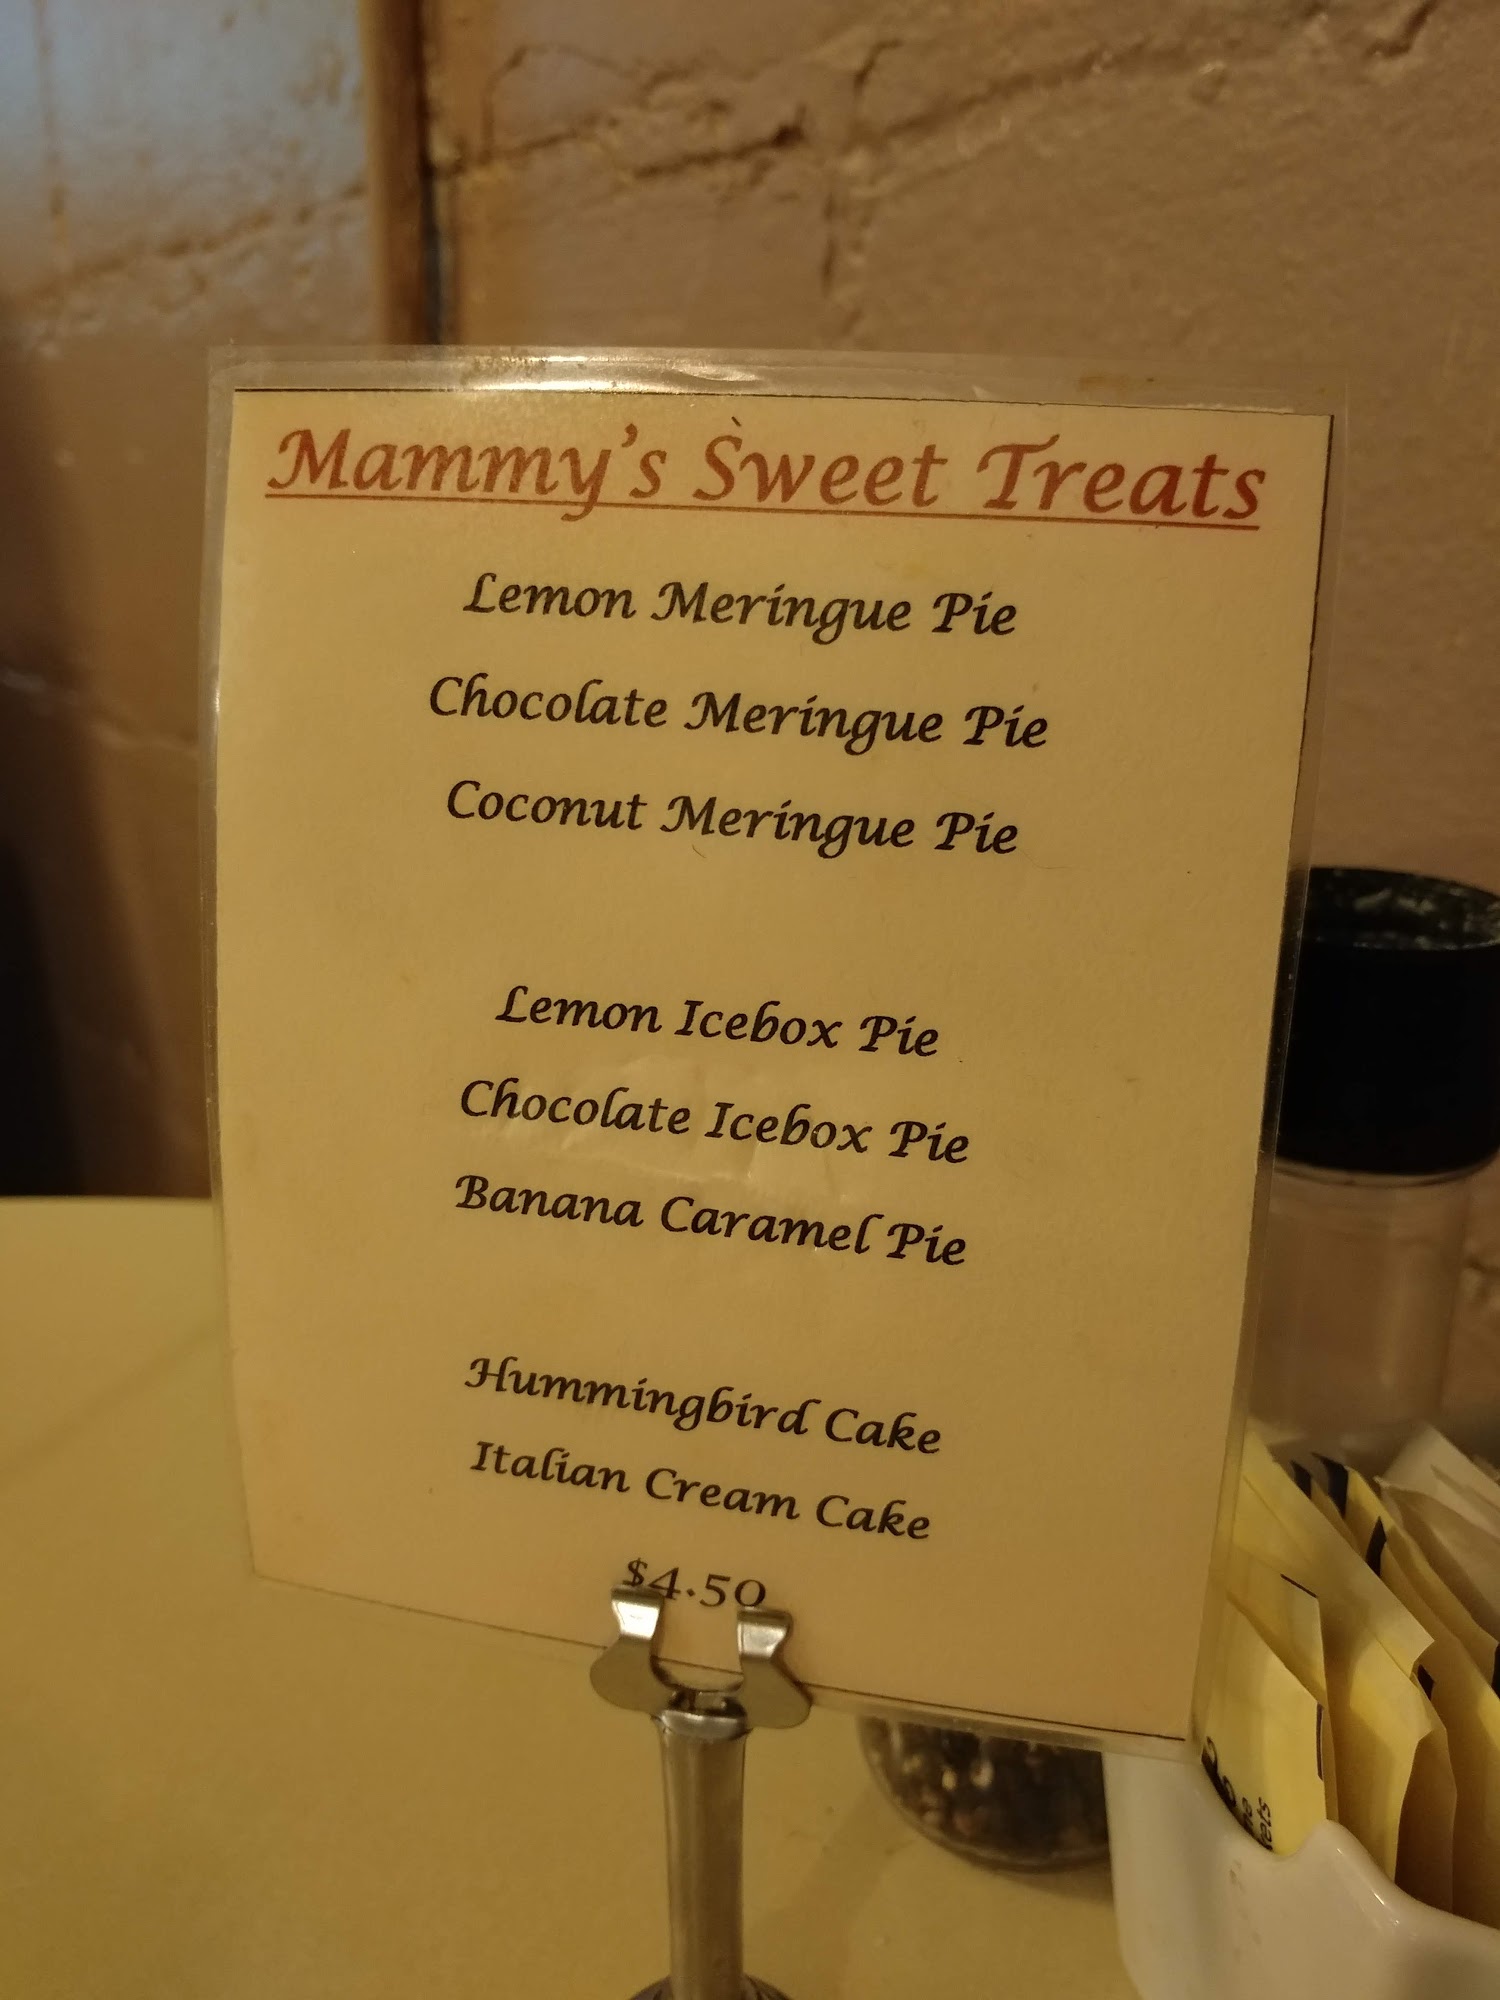 Mammy's Sweet Treats
Lemon Meringue Pie
Chocolate Meringue Pie
Coconut Meringue Pie
Lemon Icebox Pie
Chocolate Icebox Pie
Banana Caramel Pie
Hummingbird Cake
Italian Cream Cake
$4.50